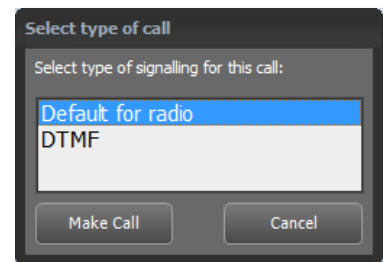 Select type of call
Select type of signalling for this call:
Default for radio
DTMF
Make Call
Cancel